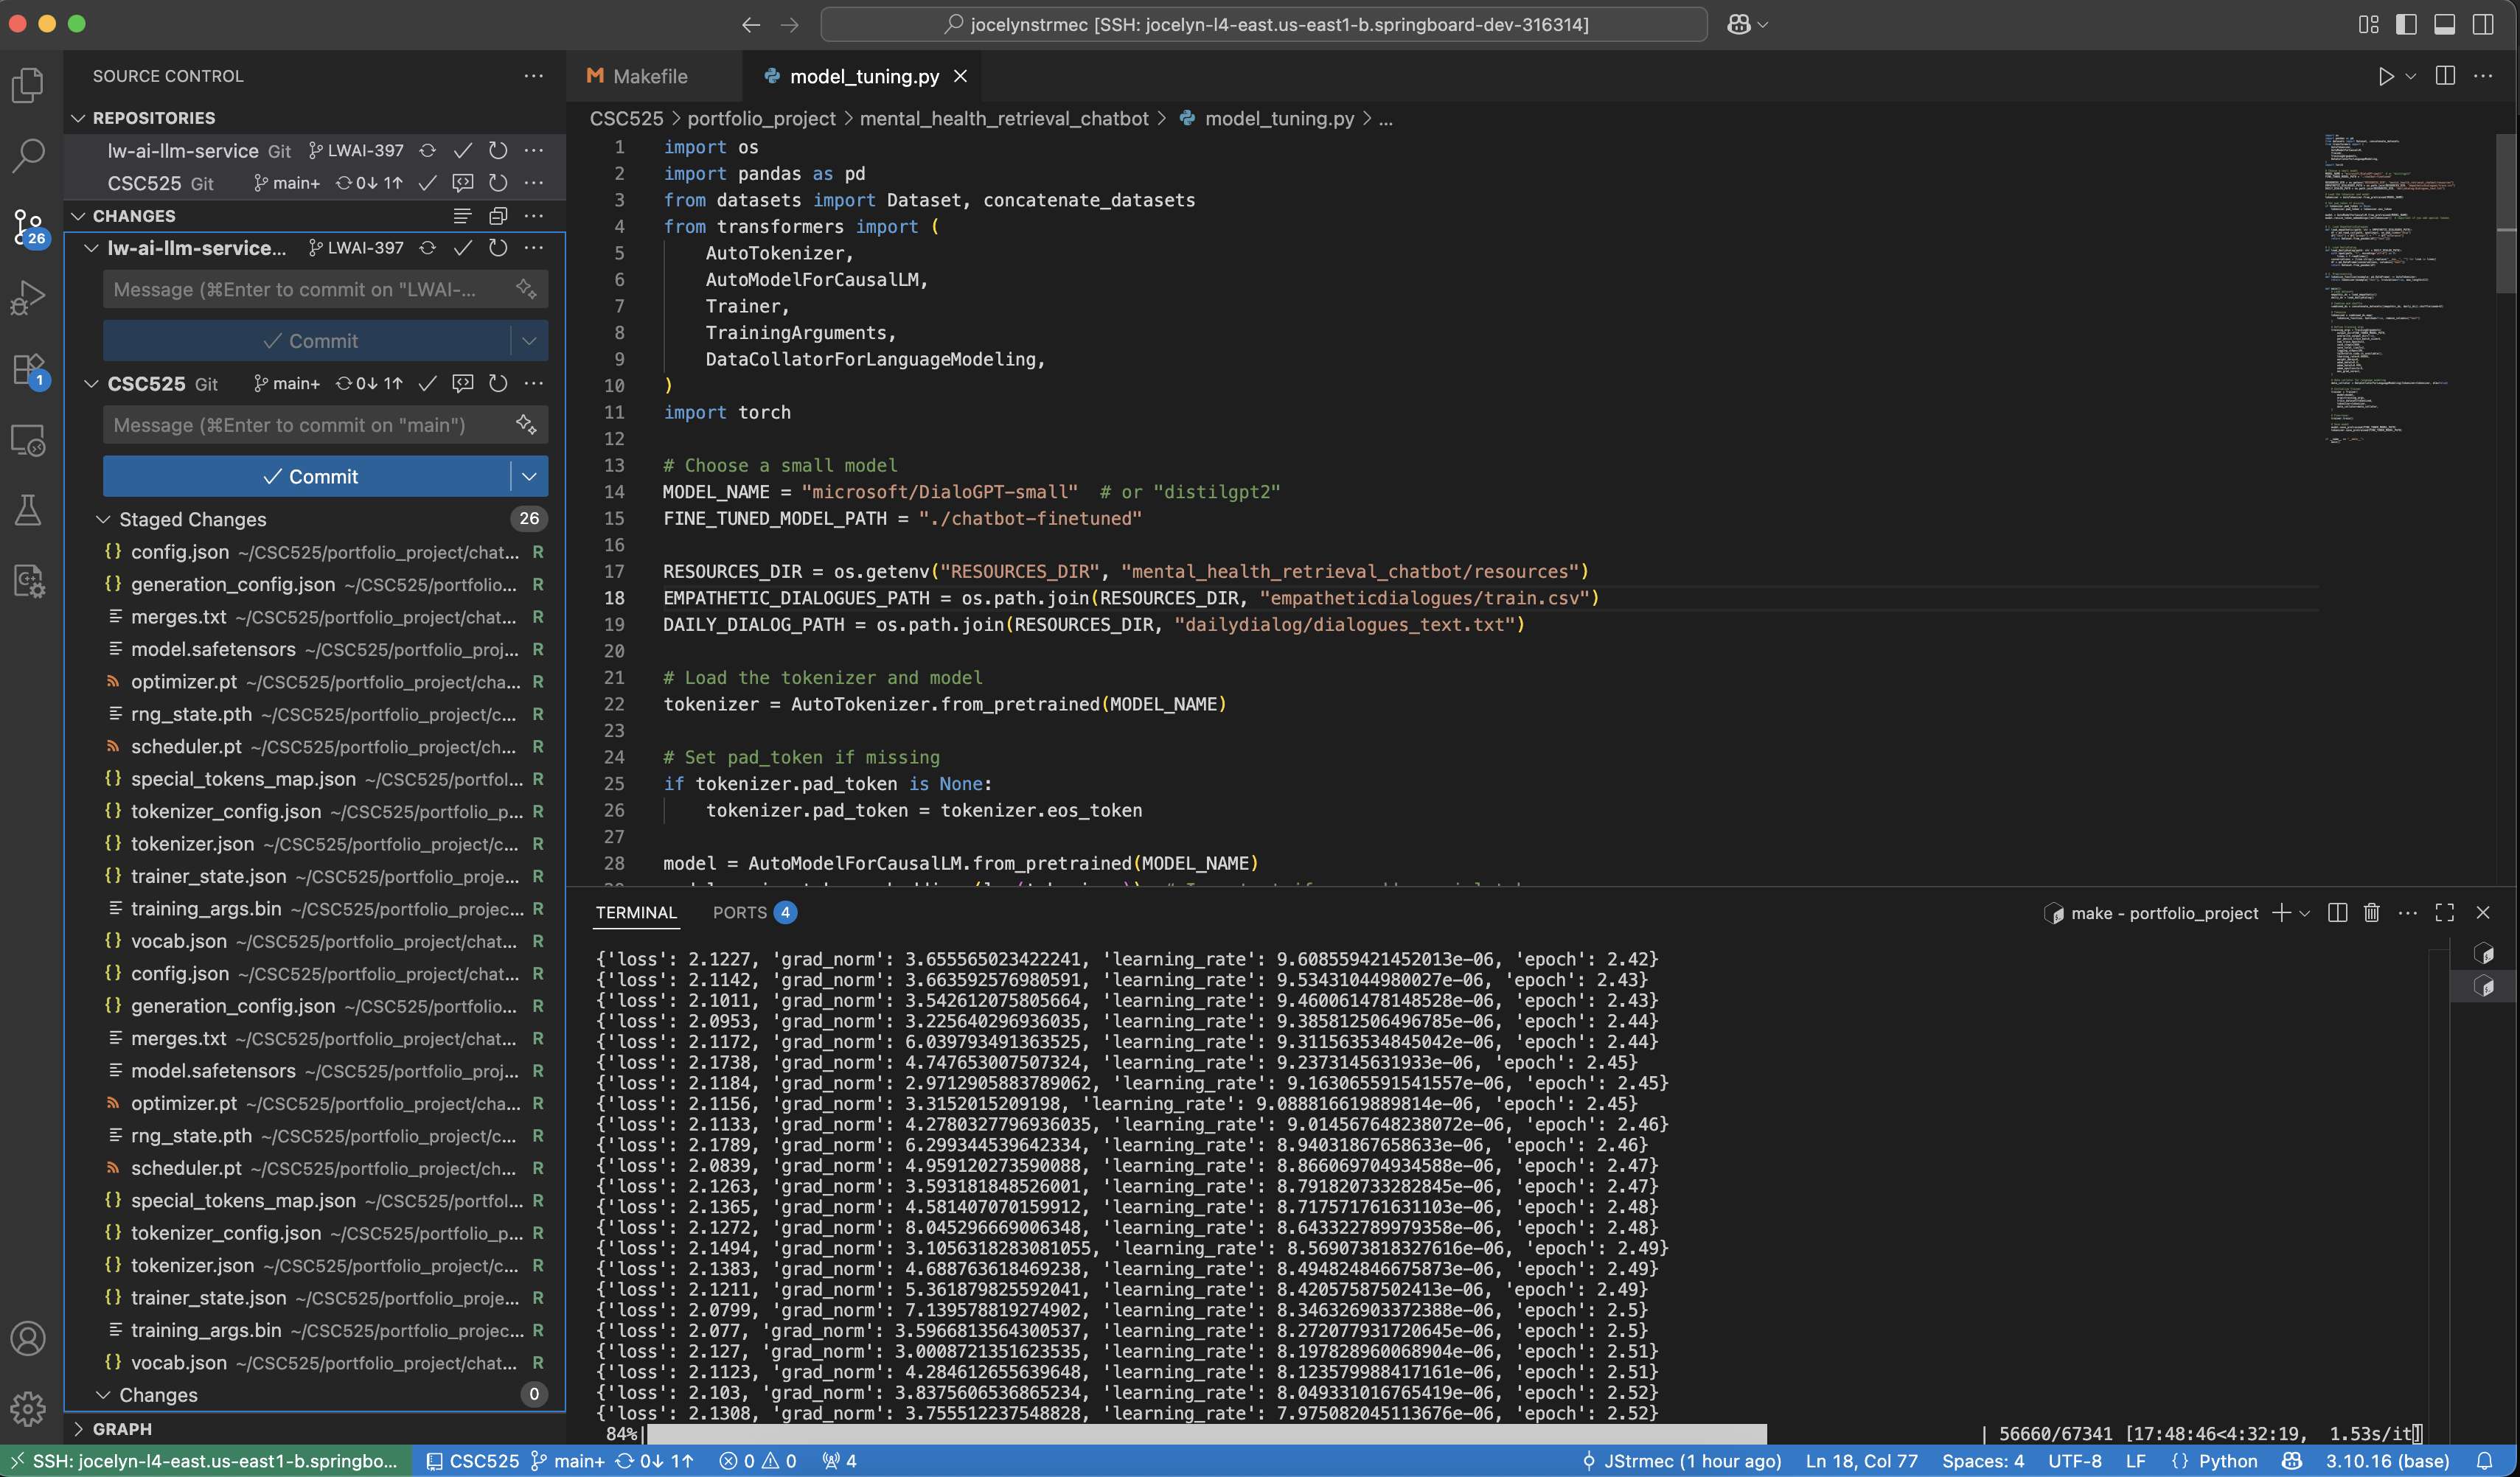 jocelynstrmec [SSH: jocelyn-l4-east.us-east1-b.springboard-dev-316314]
SOURCE CONTROL
REPOSITORIES
lw-ai-llm-service Git LWAI-397
CSC525 Git main+ 0↓ 1↑
CHANGES
lw-ai-llm-service... LWAI-397
Message (⌘Enter to commit on "LWAI-...
Commit
CSC525 Git main+ 0↓ 1↑
Message (⌘Enter to commit on "main")
Commit
Staged Changes 26
{} config.json ~/CSC525/portfolio_project/chat... R
{} generation_config.json ~/CSC525/portfolio... R
merges.txt ~/CSC525/portfolio_project/chat... R
model.safetensors ~/CSC525/portfolio_proj... R
optimizer.pt ~/CSC525/portfolio_project/cha... R
rng_state.pth ~/CSC525/portfolio_project/c... R
scheduler.pt ~/CSC525/portfolio_project/ch... R
{} special_tokens_map.json ~/CSC525/portfol... R
{} tokenizer_config.json ~/CSC525/portfolio_p... R
{} tokenizer.json ~/CSC525/portfolio_project/c... R
{} trainer_state.json ~/CSC525/portfolio_proje... R
training_args.bin ~/CSC525/portfolio_projec... R
{} vocab.json ~/CSC525/portfolio_project/chat... R
{} config.json ~/CSC525/portfolio_project/chat... R
{} generation_config.json ~/CSC525/portfolio... R
merges.txt ~/CSC525/portfolio_project/chat... R
model.safetensors ~/CSC525/portfolio_proj... R
optimizer.pt ~/CSC525/portfolio_project/cha... R
rng_state.pth ~/CSC525/portfolio_project/c... R
scheduler.pt ~/CSC525/portfolio_project/ch... R
{} special_tokens_map.json ~/CSC525/portfol... R
{} tokenizer_config.json ~/CSC525/portfolio_p... R
{} tokenizer.json ~/CSC525/portfolio_project/c... R
{} trainer_state.json ~/CSC525/portfolio_proje... R
training_args.bin ~/CSC525/portfolio_projec... R
{} vocab.json ~/CSC525/portfolio_project/chat... R
Changes 0
GRAPH
26
1
M Makefile
model_tuning.py
CSC525 > portfolio_project > mental_health_retrieval_chatbot > model_tuning.py > ...
1 import os
2 import pandas as pd
3 from datasets import Dataset, concatenate_datasets
4 from transformers import (
5 AutoTokenizer,
6 AutoModelForCausalLM,
7 Trainer,
8 TrainingArguments,
9 DataCollatorForLanguageModeling,
10 )
11 import torch
12
13 # Choose a small model
14 MODEL_NAME = "microsoft/DialoGPT-small" # or "distilgpt2"
15 FINE_TUNED_MODEL_PATH = "./chatbot-finetuned"
16
17 RESOURCES_DIR = os.getenv("RESOURCES_DIR", "mental_health_retrieval_chatbot/resources")
18 EMPATHETIC_DIALOGUES_PATH = os.path.join(RESOURCES_DIR, "empatheticdialogues/train.csv")
19 DAILY_DIALOG_PATH = os.path.join(RESOURCES_DIR, "dailydialog/dialogues_text.txt")
20
21 # Load the tokenizer and model
22 tokenizer = AutoTokenizer.from_pretrained(MODEL_NAME)
23
24 # Set pad_token if missing
25 if tokenizer.pad_token is None:
26 tokenizer.pad_token = tokenizer.eos_token
27
28 model = AutoModelForCausalLM.from_pretrained(MODEL_NAME)
TERMINAL PORTS 4
make - portfolio_project
{'loss': 2.1227, 'grad_norm': 3.655565023422241, 'learning_rate': 9.608559421452013e-06, 'epoch': 2.42}
{'loss': 2.1142, 'grad_norm': 3.663592576980591, 'learning_rate': 9.53431044980027e-06, 'epoch': 2.43}
{'loss': 2.1011, 'grad_norm': 3.542612075805664, 'learning_rate': 9.460061478148528e-06, 'epoch': 2.43}
{'loss': 2.0953, 'grad_norm': 3.225640296936035, 'learning_rate': 9.385812506496785e-06, 'epoch': 2.44}
{'loss': 2.1172, 'grad_norm': 6.039793491363525, 'learning_rate': 9.311563534845042e-06, 'epoch': 2.44}
{'loss': 2.1738, 'grad_norm': 4.747653007507324, 'learning_rate': 9.2373145631933e-06, 'epoch': 2.45}
{'loss': 2.1184, 'grad_norm': 2.9712905883789062, 'learning_rate': 9.163065591541557e-06, 'epoch': 2.45}
{'loss': 2.1156, 'grad_norm': 3.3152015209198, 'learning_rate': 9.088816619889814e-06, 'epoch': 2.45}
{'loss': 2.1133, 'grad_norm': 4.2780327796936035, 'learning_rate': 9.014567648238072e-06, 'epoch': 2.46}
{'loss': 2.1789, 'grad_norm': 6.299344539642334, 'learning_rate': 8.94031867658633e-06, 'epoch': 2.46}
{'loss': 2.0839, 'grad_norm': 4.959120273590088, 'learning_rate': 8.866069704934588e-06, 'epoch': 2.47}
{'loss': 2.1263, 'grad_norm': 3.593181848526001, 'learning_rate': 8.791820733282845e-06, 'epoch': 2.47}
{'loss': 2.1365, 'grad_norm': 4.581407070159912, 'learning_rate': 8.717571761631103e-06, 'epoch': 2.48}
{'loss': 2.1272, 'grad_norm': 8.045296669006348, 'learning_rate': 8.643322789979358e-06, 'epoch': 2.48}
{'loss': 2.1494, 'grad_norm': 3.1056318283081055, 'learning_rate': 8.569073818327616e-06, 'epoch': 2.49}
{'loss': 2.1383, 'grad_norm': 4.688763618469238, 'learning_rate': 8.494824846675873e-06, 'epoch': 2.49}
{'loss': 2.1211, 'grad_norm': 5.361879825592041, 'learning_rate': 8.42057587502413e-06, 'epoch': 2.49}
{'loss': 2.0799, 'grad_norm': 7.139578819274902, 'learning_rate': 8.346326903372388e-06, 'epoch': 2.5}
{'loss': 2.077, 'grad_norm': 3.5966813564300537, 'learning_rate': 8.272077931720645e-06, 'epoch': 2.5}
{'loss': 2.127, 'grad_norm': 3.0008721351623535, 'learning_rate': 8.197828960068904e-06, 'epoch': 2.51}
{'loss': 2.1123, 'grad_norm': 4.284612655639648, 'learning_rate': 8.123579988417161e-06, 'epoch': 2.51}
{'loss': 2.103, 'grad_norm': 3.8375606536865234, 'learning_rate': 8.049331016765419e-06, 'epoch': 2.52}
{'loss': 2.1308, 'grad_norm': 3.755512237548828, 'learning_rate': 7.975082045113676e-06, 'epoch': 2.52}
84%| | 56660/67341 [17:48:46<4:32:19, 1.53s/it]
SSH: jocelyn-l4-east.us-east1-b.springbo... CSC525 main+ 0↓ 1↑ 0 0 4 JStrmec (1 hour ago) Ln 18, Col 77 Spaces: 4 UTF-8 LF {} Python 3.10.16 (base)